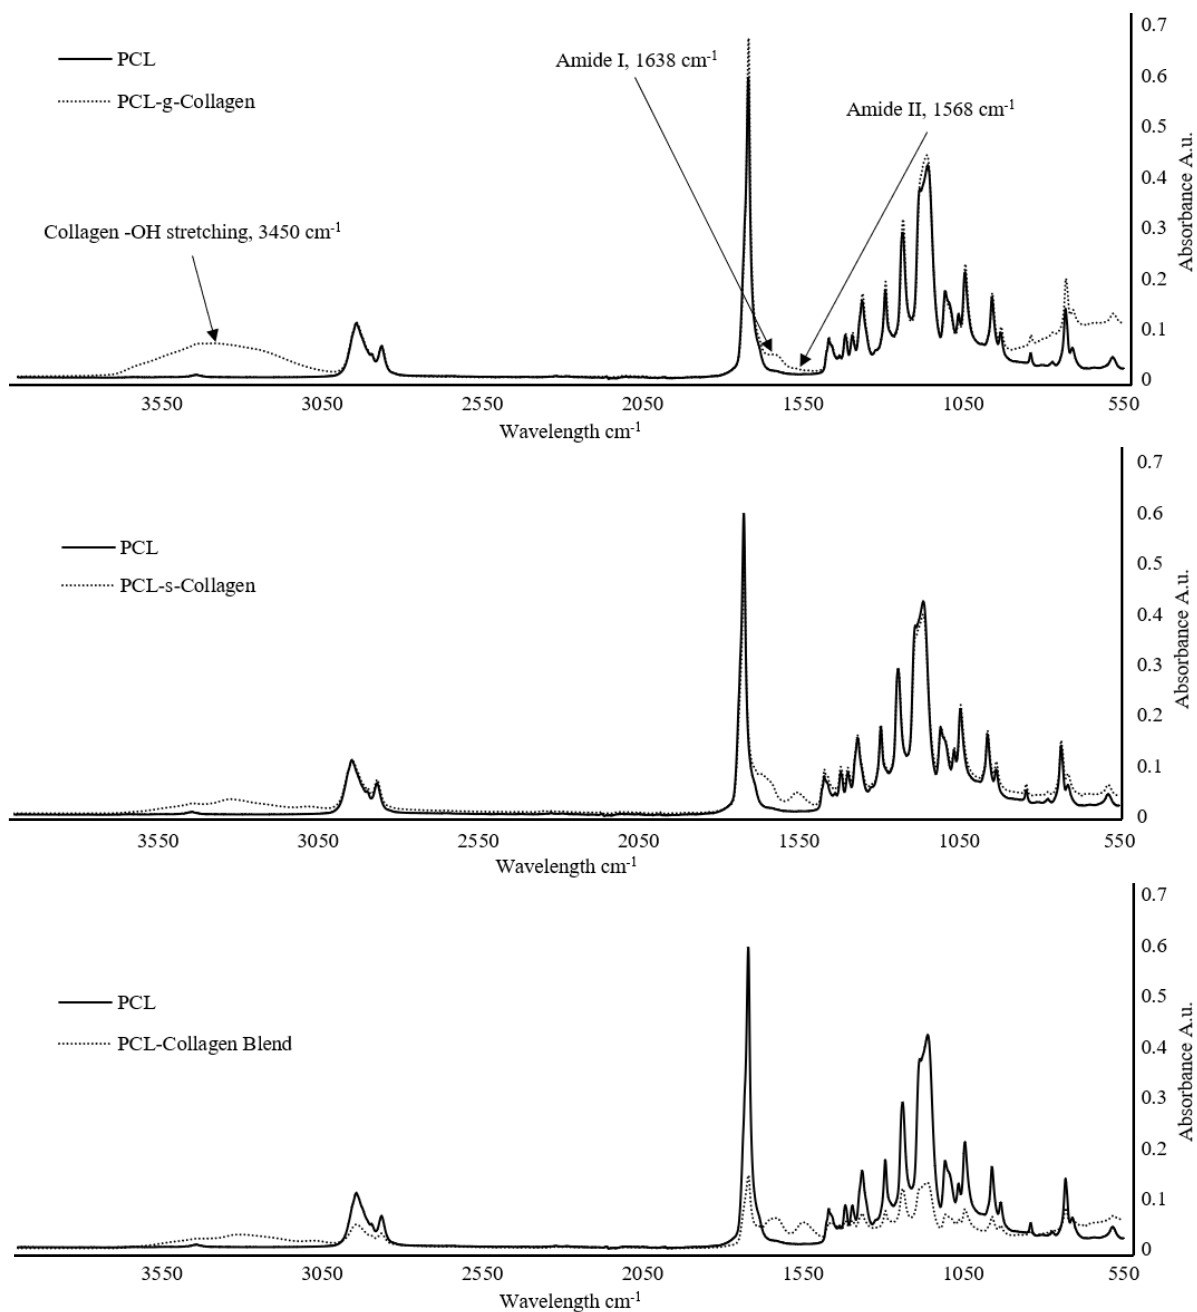 PCL
PCL-g-Collagen
Amide I, 1638 cm-1
Amide II, 1568 cm-1
Collagen -OH stretching, 3450 cm-1
0.7
0.6
0.5
0.4
0.3
0.2
0.1
0
Absorbance A.u.
3550 3050 2550 2050 1550 1050 550
Wavelength cm-1
PCL
PCL-s-Collagen
0.7
0.6
0.5
0.4
0.3
0.2
0.1
0
Absorbance A.u.
3550 3050 2550 2050 1550 1050 550
Wavelength cm-1
PCL
PCL-Collagen Blend
0.7
0.6
0.5
0.4
0.3
0.2
0.1
0
Absorbance A.u.
3550 3050 2550 2050 1550 1050 550
Wavelength cm-1